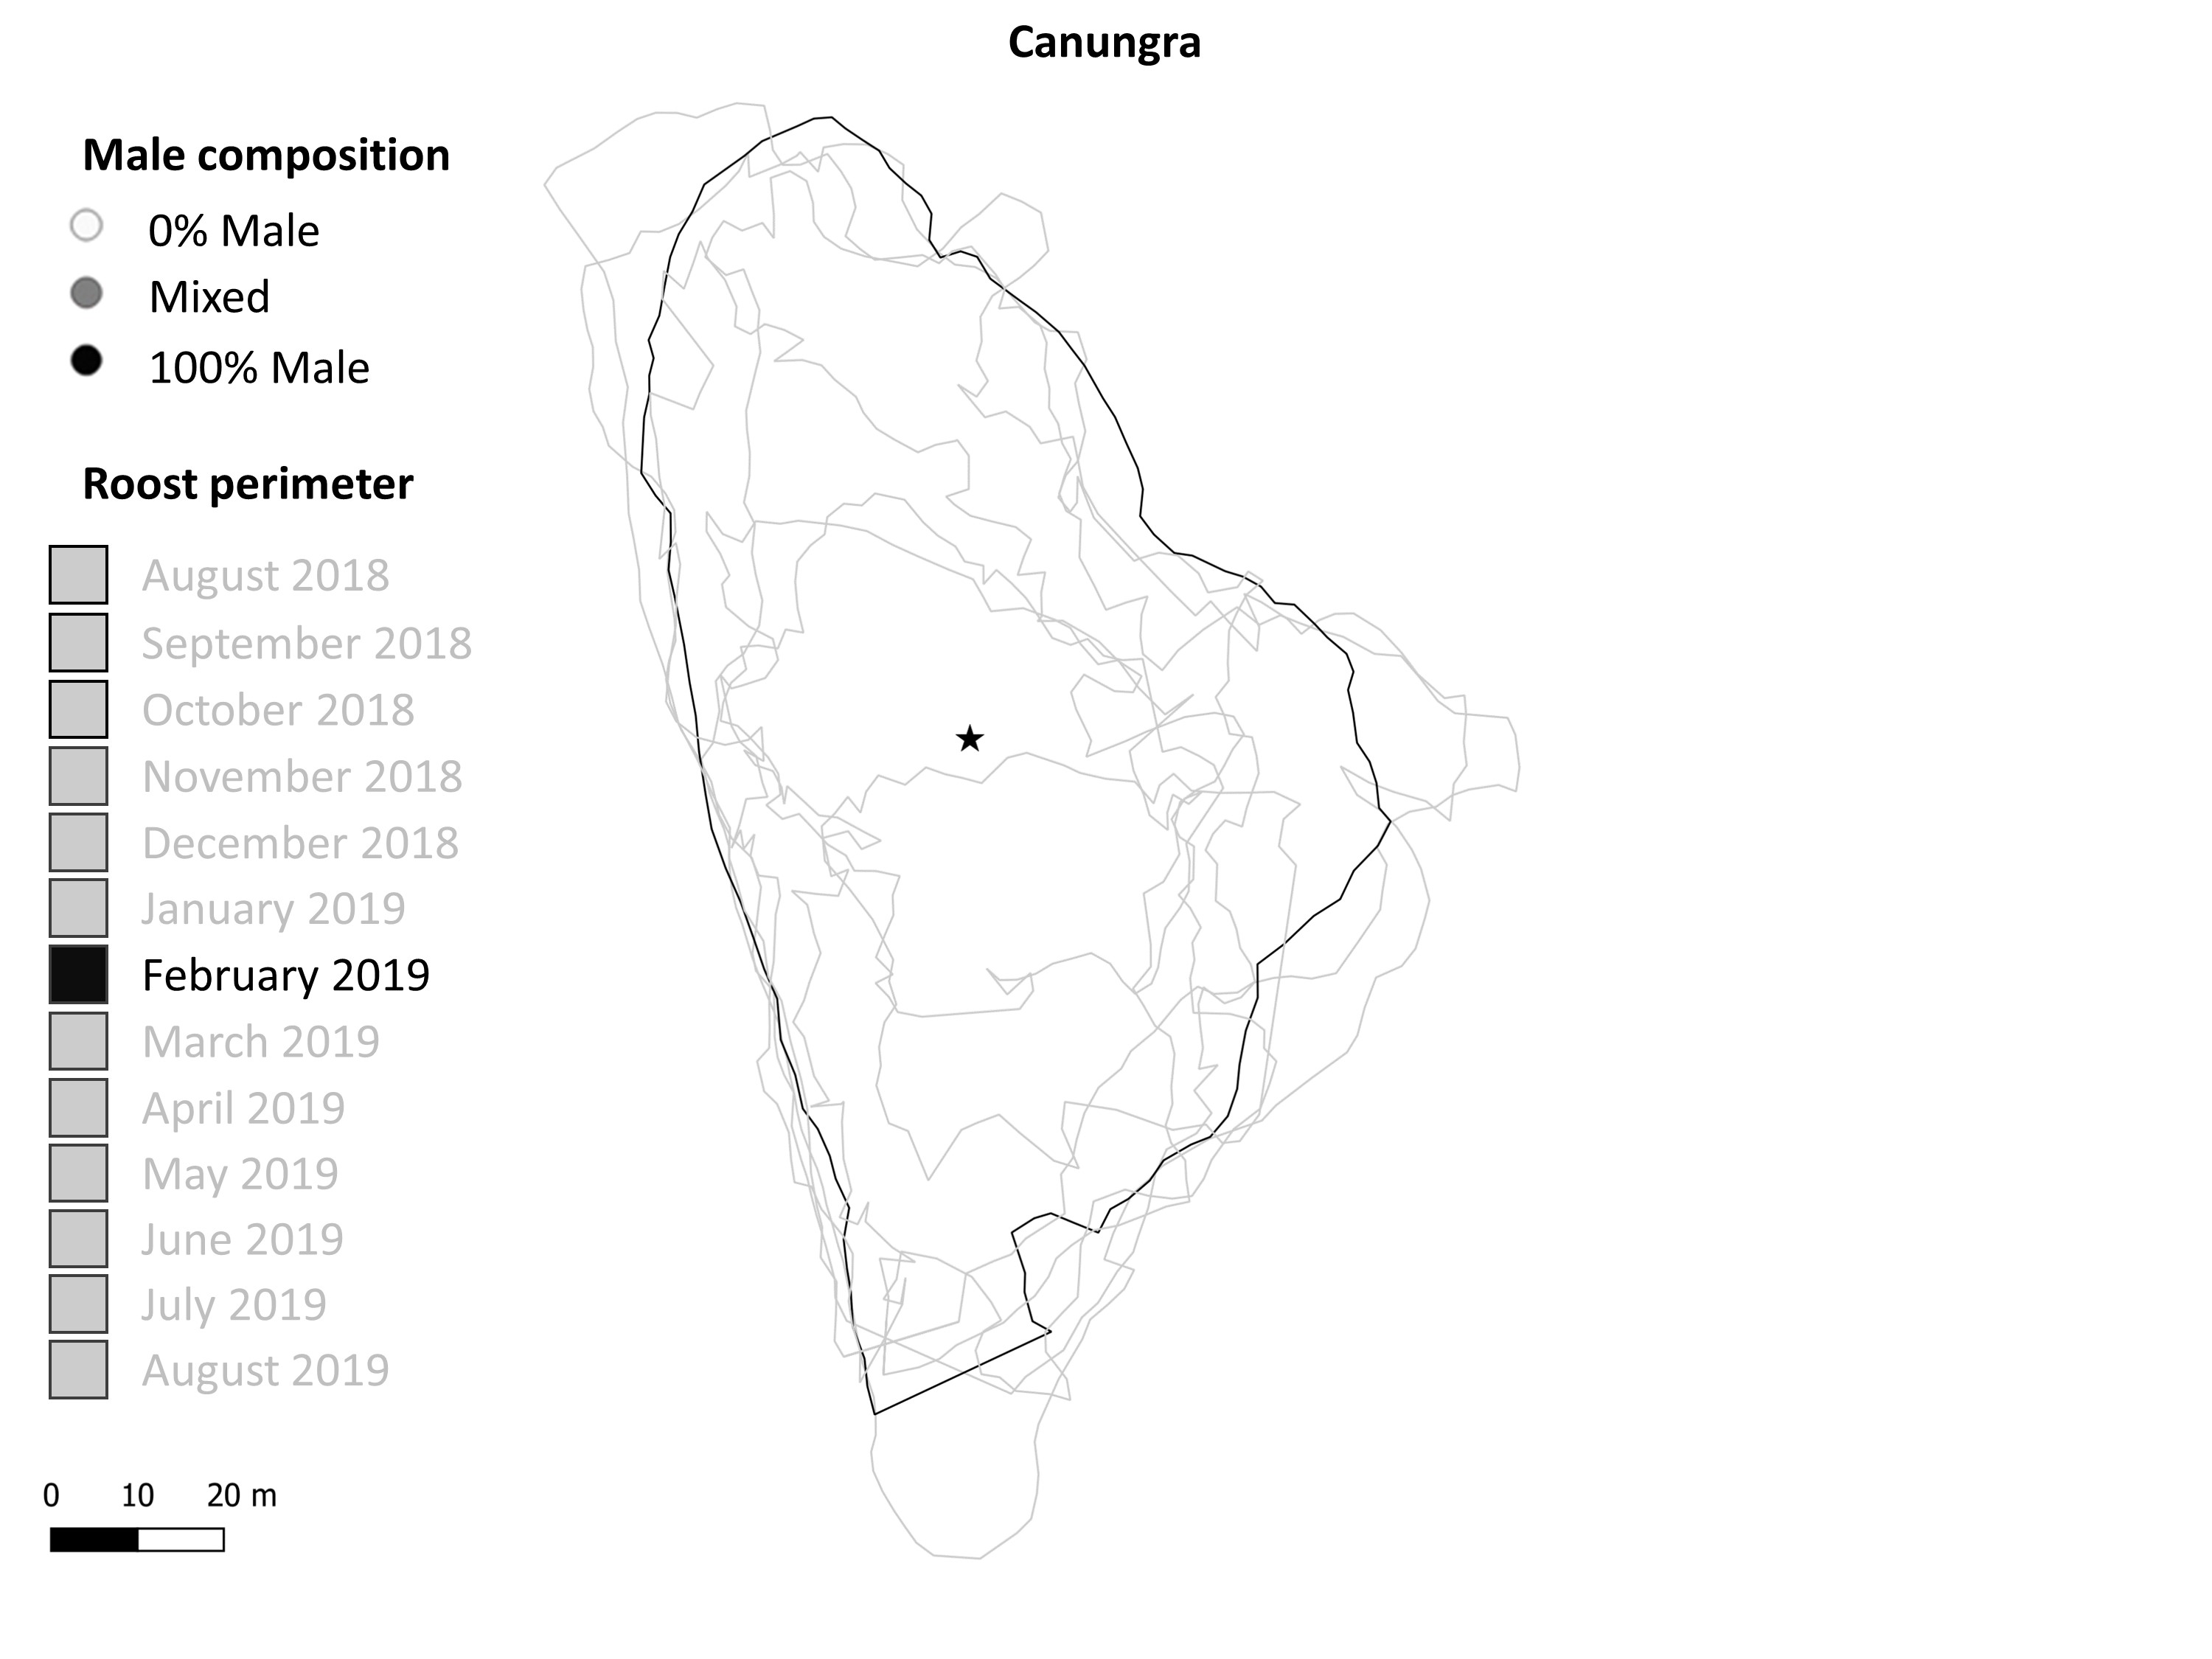 Canungra
Male composition
0% Male
Mixed
100% Male
Roost perimeter
August 2018
September 2018
October 2018
November 2018
December 2018
January 2019
February 2019
March 2019
April 2019
May 2019
June 2019
July 2019
August 2019
0 10 20 m